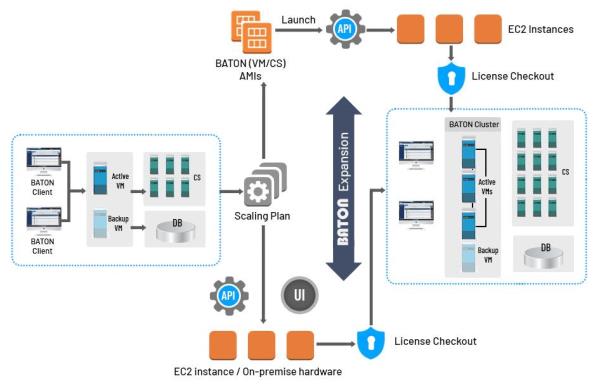 Launch
API
EC2 Instances
BATON (VM/CS)
AMIs
License Checkout
BATON Expansion
BATON
Client
BATON
Client
Active
VM
Backup
VM
CS
DB
Scaling Plan
BATON Cluster
Active
VMs
Backup
VM
CS
DB
API
UI
License Checkout
EC2 instance / On-premise hardware